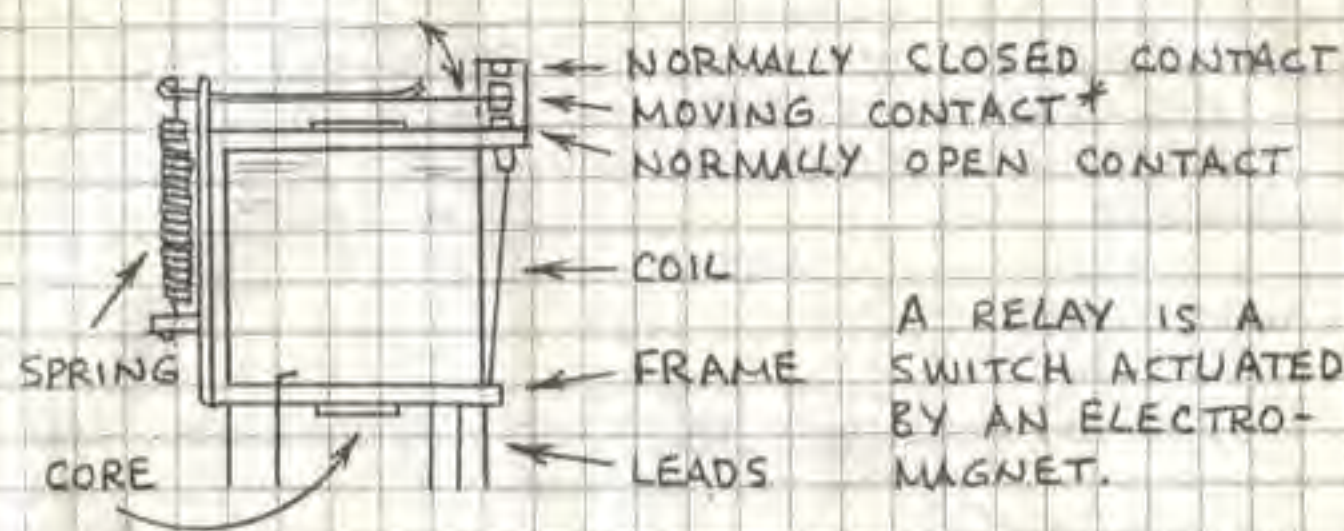 NORMALLY CLOSED CONTACT
MOVING CONTACT*
NORMALLY OPEN CONTACT
COIL
SPRING
FRAME
CORE
LEADS
A RELAY IS A
SWITCH ACTUATED
BY AN ELECTRO-
MAGNET.